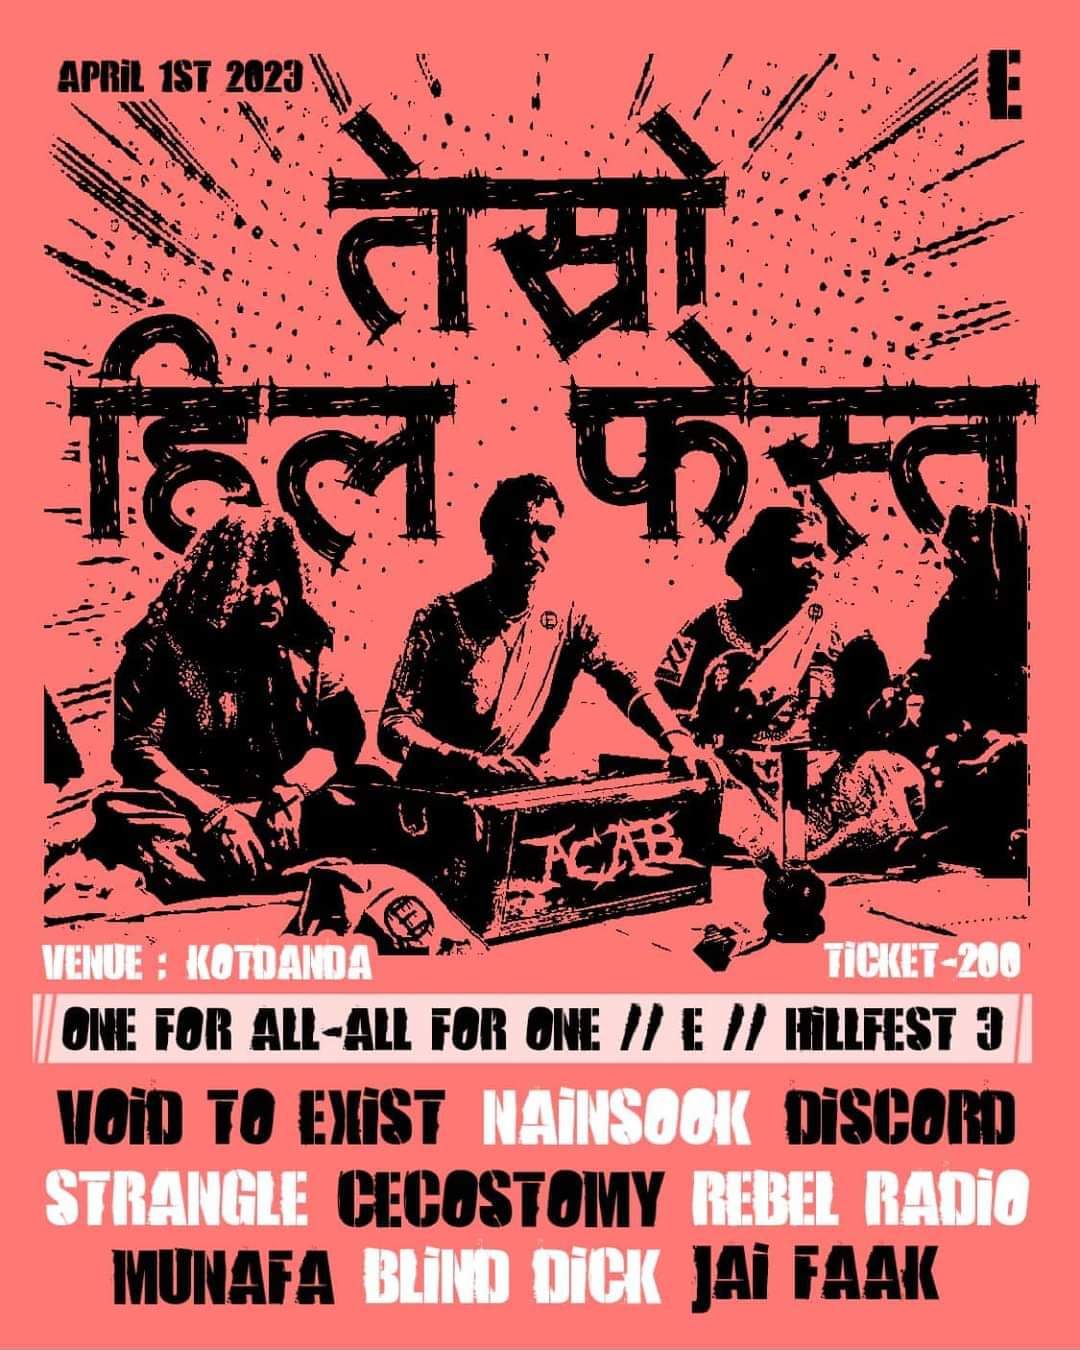 APRIL 1ST 2023
E
तेस्रो
हिल फेस्त
ACAB
VENUE : KOTDANDA
TICKET-200
ONE FOR ALL-ALL FOR ONE // E // HILLFEST 3
VOID TO EXIST NAINSOOK DISCORD
STRANGLE CECOSTOMY REBEL RADIO
MUNAFA BLIND DICK JAI FAAK